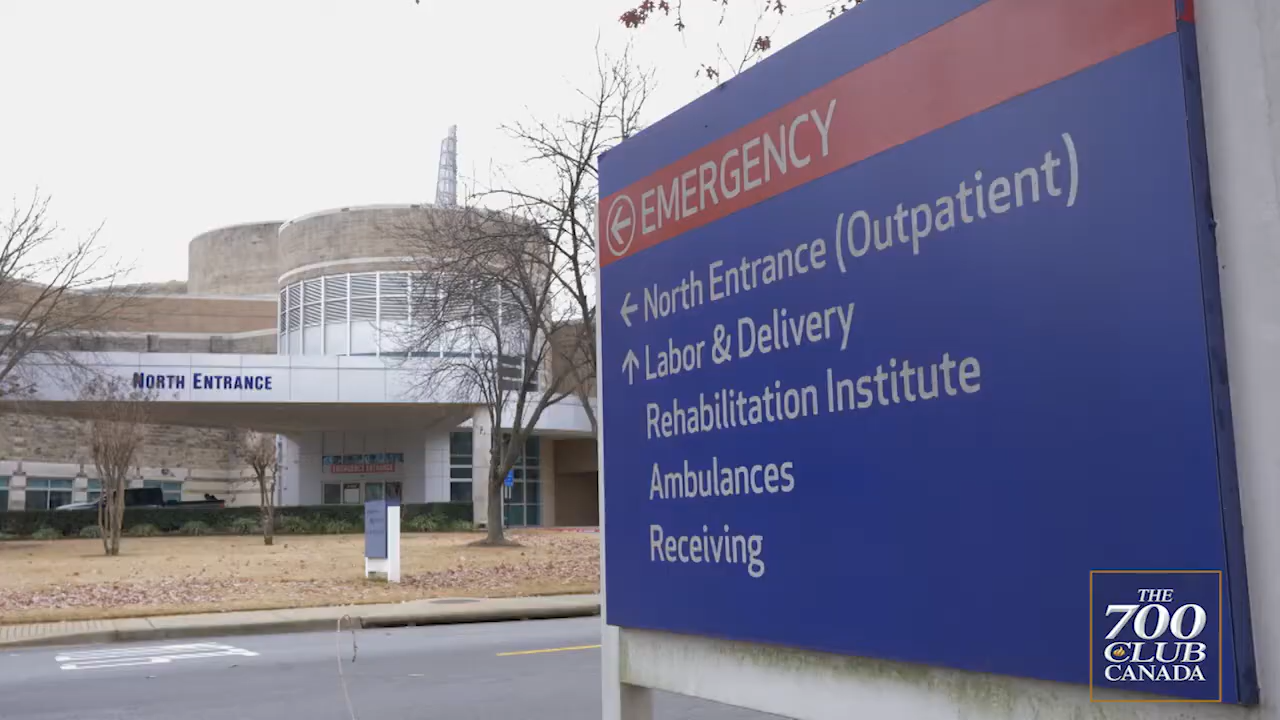 EMERGENCY
North Entrance (Outpatient)
Labor & Delivery
Rehabilitation Institute
Ambulances
Receiving
NORTH ENTRANCE
EMERGENCY ENTRANCE
THE
700
CLUB
CANADA